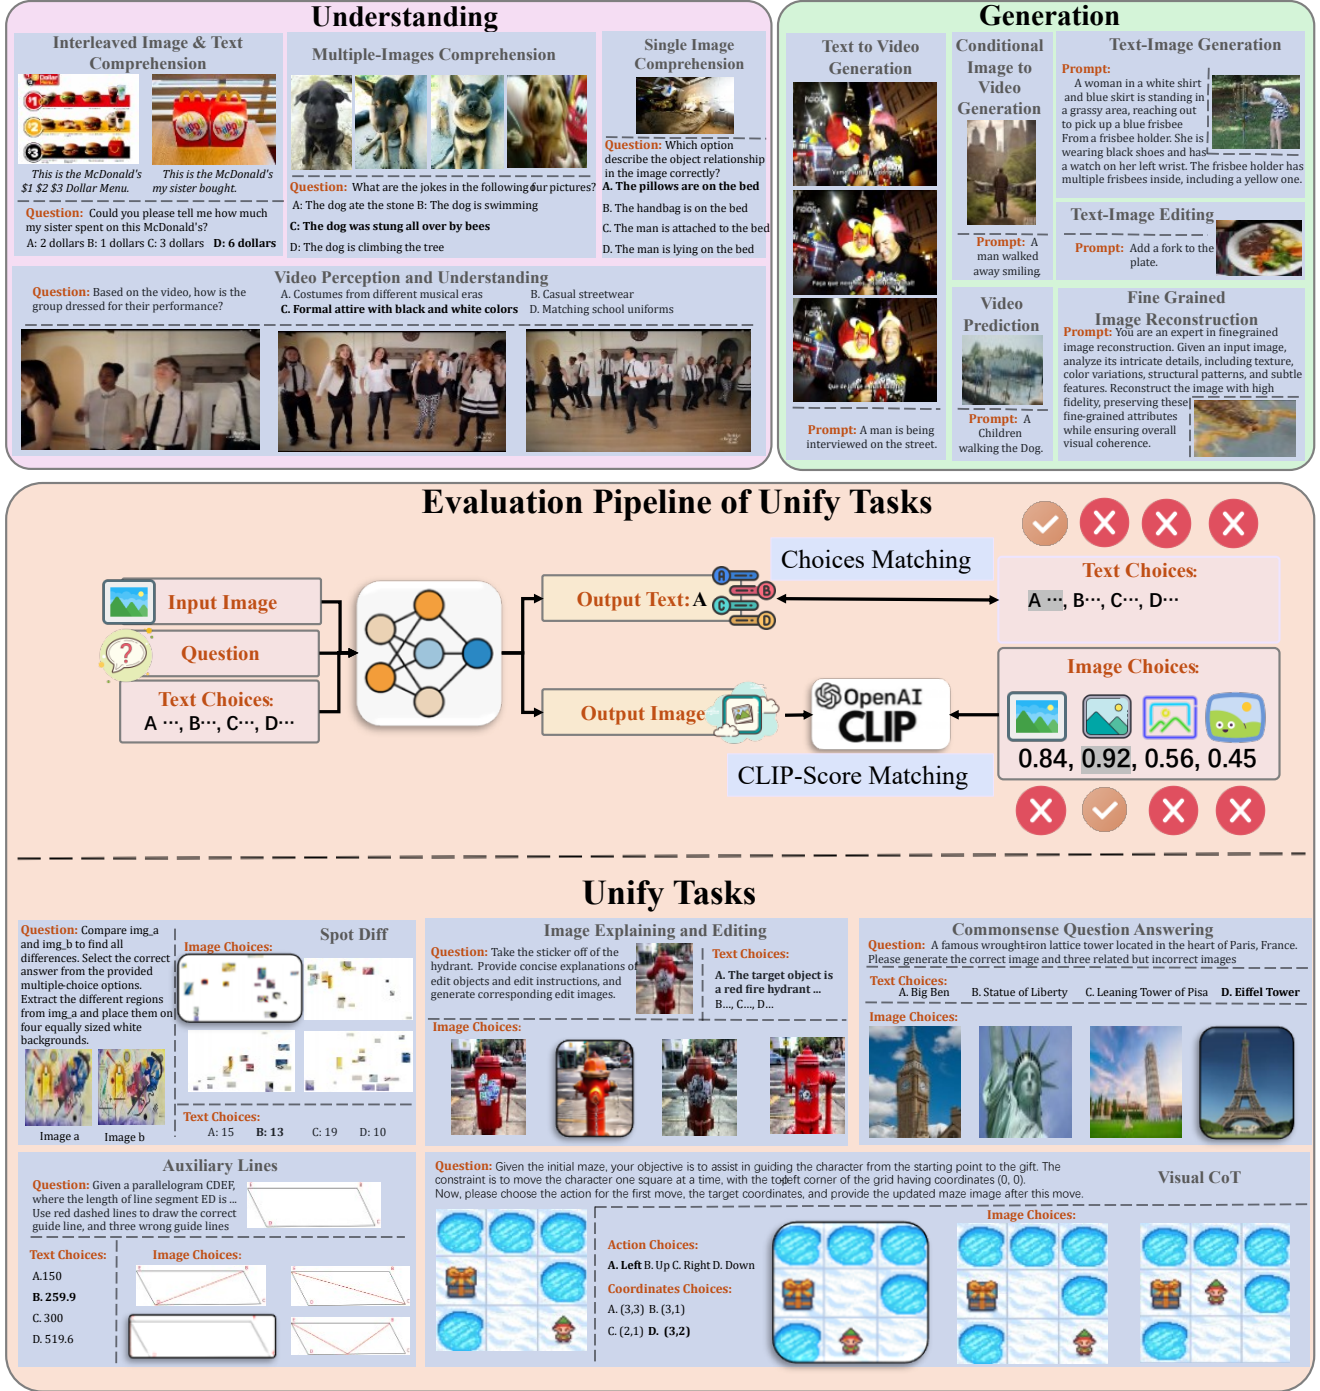 Understanding
Interleaved Image & Text
Comprehension
Dollar
Menu
$1
$2
$3
happy
This is the McDonald's
$1 $2 $3 Dollar Menu.
This is the McDonald's
my sister bought.
Question: Could you please tell me how much
my sister spent on this McDonald's?
A: 2 dollars B: 1 dollars C: 3 dollars D: 6 dollars
Multiple-Images Comprehension
Question: What are the jokes in the following four pictures?
A: The dog ate the stone B: The dog is swimming
C: The dog was stung all over by bees
D: The dog is climbing the tree
Single Image
Comprehension
Question: Which option
describe the object relationship
in the image correctly?
A. The pillows are on the bed
B. The handbag is on the bed
C. The man is attached to the bed
D. The man is lying on the bed
Video Perception and Understanding
Question: Based on the video, how is the
group dressed for their performance?
A. Costumes from different musical eras
B. Casual streetwear
C. Formal attire with black and white colors
D. Matching school uniforms
Generation
Text to Video
Generation
Prompt: A man is being
interviewed on the street.
Conditional
Image to
Video
Generation
Prompt: A
man walked
away smiling.
Video
Prediction
Prompt: A
Children
walking the Dog.
Text-Image Generation
Prompt:
A woman in a white shirt
and blue skirt is standing in
a grassy area, reaching out
to pick up a blue frisbee
From a frisbee holder. She is
wearing black shoes and has
a watch on her left wrist. The frisbee holder has
multiple frisbees inside, including a yellow one.
Text-Image Editing
Prompt: Add a fork to the
plate.
Fine Grained
Image Reconstruction
Prompt: You are an expert in fine-grained
image reconstruction. Given an input image,
analyze its intricate details, including texture,
color variations, structural patterns, and subtle
features. Reconstruct the image with high
fidelity, preserving these
fine-grained attributes
while ensuring overall
visual coherence.
Evaluation Pipeline of Unify Tasks
Input Image
Question
Text Choices:
A ···, B···, C···, D···
Output Text: A
A
B
C
D
Choices Matching
Text Choices:
A ···, B···, C···, D···
Output Image
OpenAI
CLIP
CLIP-Score Matching
Image Choices:
0.84, 0.92, 0.56, 0.45
Unify Tasks
Spot Diff
Question: Compare img_a
and img_b to find all
differences. Select the correct
answer from the provided
multiple-choice options.
Extract the different regions
from img_a and place them on
four equally sized white
backgrounds.
Image a
Image b
Image Choices:
Text Choices:
A: 15 B: 13 C: 19 D: 10
Image Explaining and Editing
Question: Take the sticker off of the
hydrant. Provide concise explanations of
edit objects and edit instructions, and
generate corresponding edit images.
Text Choices:
A. The target object is
a red fire hydrant ...
B..., C..., D...
Image Choices:
Commonsense Question Answering
Question: A famous wrought-iron lattice tower located in the heart of Paris, France.
Please generate the correct image and three related but incorrect images
Text Choices:
A. Big Ben B. Statue of Liberty C. Leaning Tower of Pisa D. Eiffel Tower
Image Choices:
Auxiliary Lines
Question: Given a parallelogram CDEF,
where the length of line segment ED is ...
Use red dashed lines to draw the correct
guide line, and three wrong guide lines
Text Choices:
A.150
B. 259.9
C. 300
D. 519.6
Image Choices:
Visual CoT
Question: Given the initial maze, your objective is to assist in guiding the character from the starting point to the gift. The
constraint is to move the character one square at a time, with the top-left corner of the grid having coordinates (0, 0).
Now, please choose the action for the first move, the target coordinates, and provide the updated maze image after this move.
Action Choices:
A. Left B. Up C. Right D. Down
Coordinates Choices:
A. (3,3) B. (3,1)
C. (2,1) D. (3,2)
Image Choices: